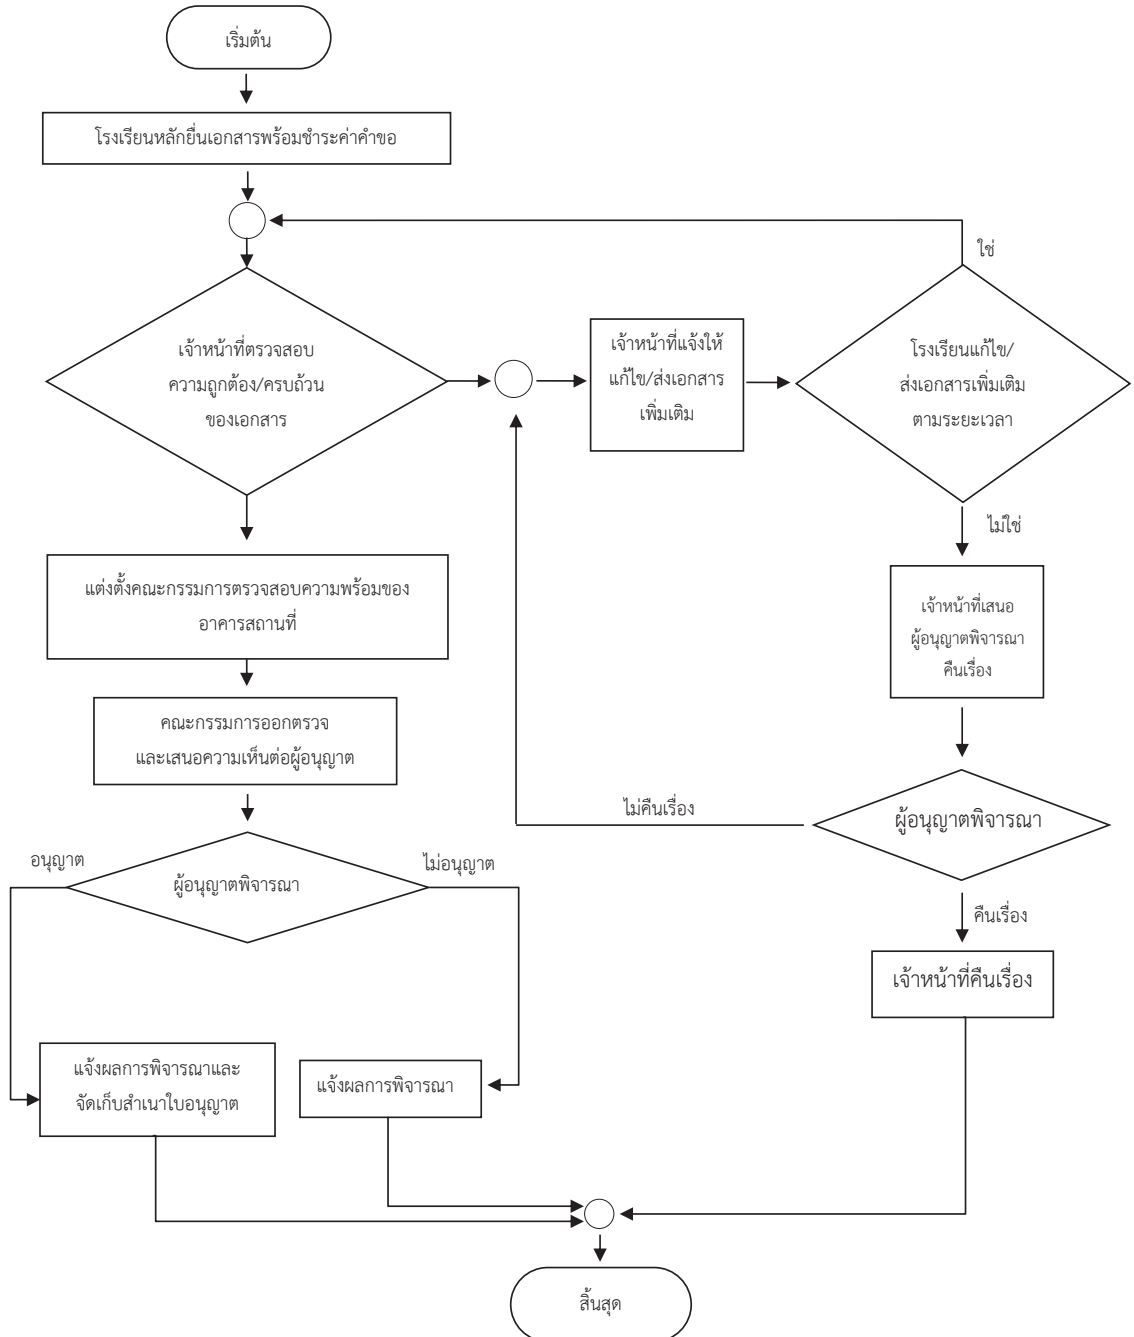 เริ่มต้น
โรงเรียนหลักยื่นเอกสารพร้อมชำระค่าคำขอ
ใช่
เจ้าหน้าที่ตรวจสอบ
ความถูกต้อง/ครบถ้วน
ของเอกสาร
เจ้าหน้าที่แจ้งให้
แก้ไข/ส่งเอกสาร
เพิ่มเติม
โรงเรียนแก้ไข/
ส่งเอกสารเพิ่มเติม
ตามระยะเวลา
ไม่ใช่
แต่งตั้งคณะกรรมการตรวจสอบความพร้อมของ
อาคารสถานที่
เจ้าหน้าที่เสนอ
ผู้อนุญาตพิจารณา
คืนเรื่อง
คณะกรรมการออกตรวจ
และเสนอความเห็นต่อผู้อนุญาต
ไม่คืนเรื่อง
ผู้อนุญาตพิจารณา
อนุญาต
ผู้อนุญาตพิจารณา
ไม่อนุญาต
คืนเรื่อง
เจ้าหน้าที่คืนเรื่อง
แจ้งผลการพิจารณาและ
จัดเก็บสำเนาใบอนุญาต
แจ้งผลการพิจารณา
สิ้นสุด